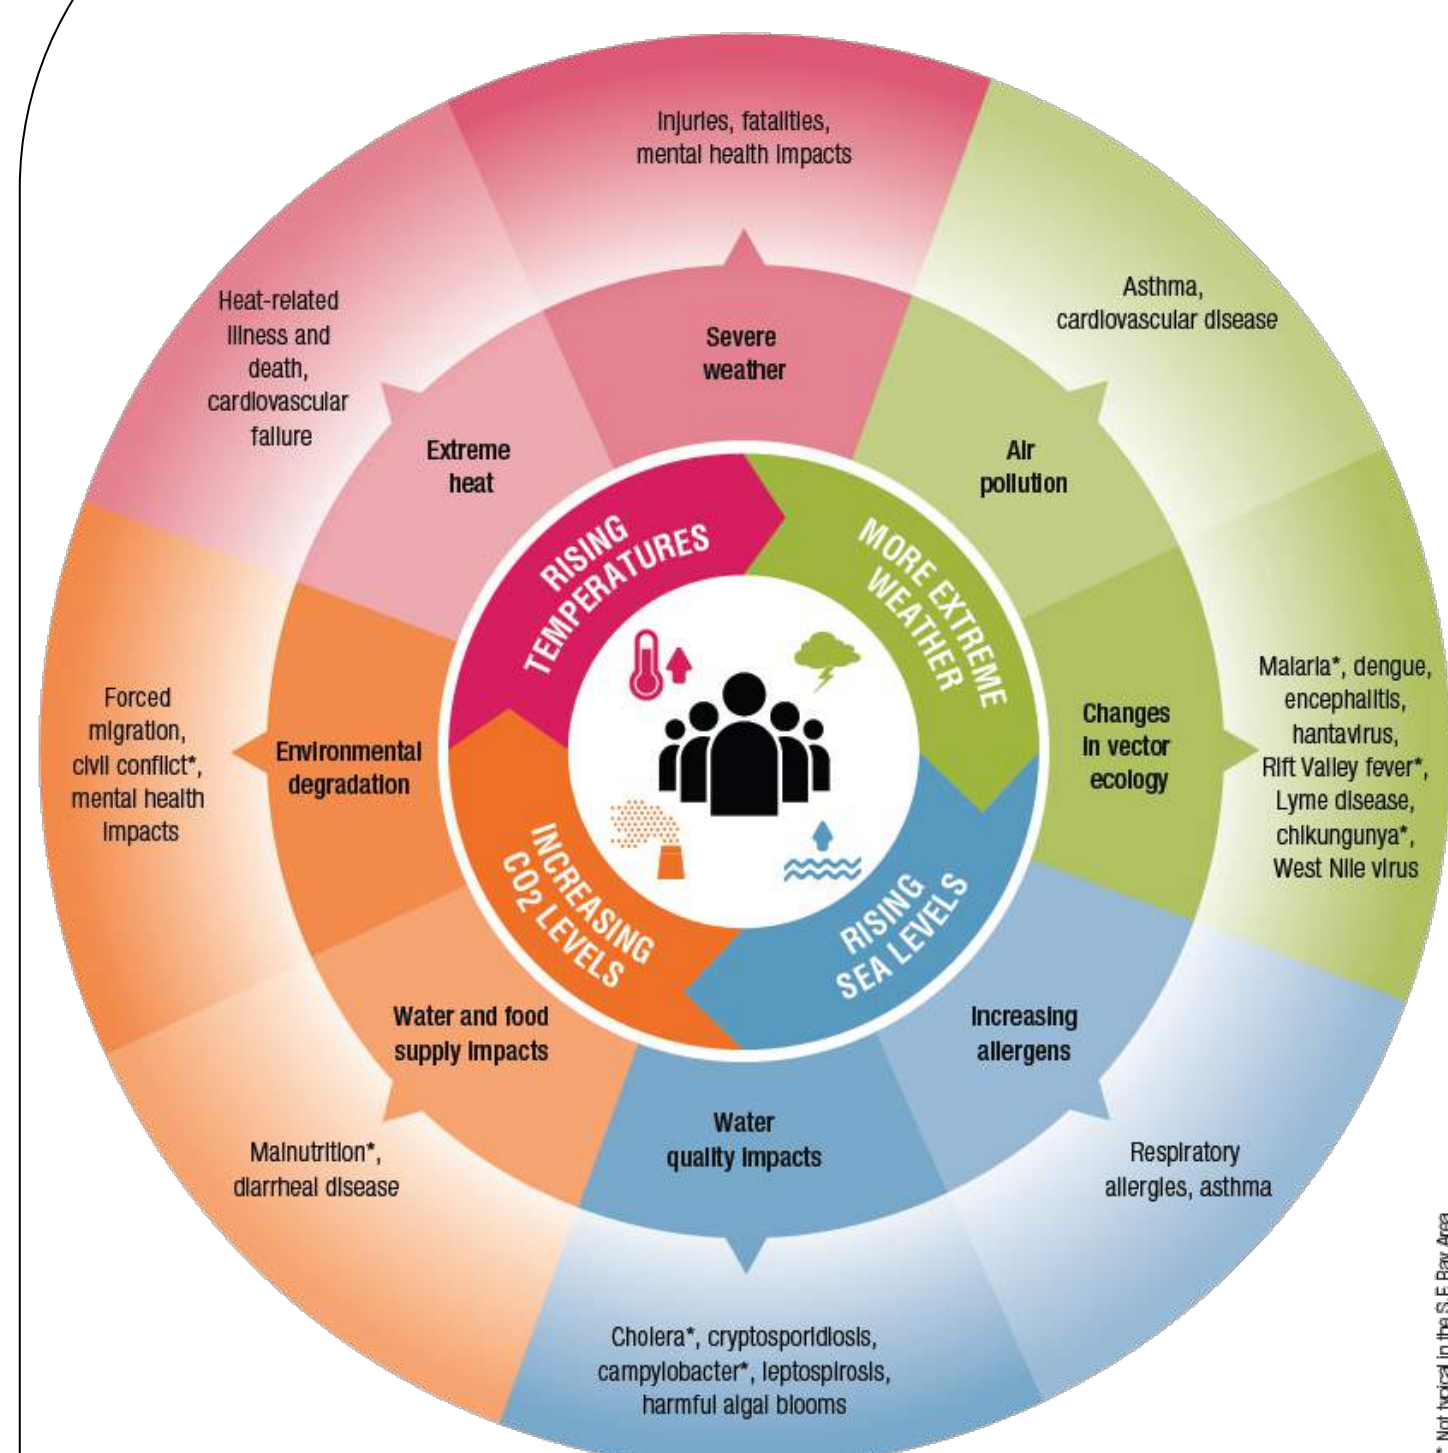 Injuries, fatalities,
mental health impacts
Severe
weather
Asthma,
cardiovascular disease
Air
pollution
Malaria*, dengue,
encephalitis,
hantavirus,
Rift Valley fever*,
Lyme disease,
chikungunya*,
West Nile virus
Changes
in vector
ecology
Respiratory
allergies, asthma
Increasing
allergens
Cholera*, cryptosporidiosis,
campylobacter*, leptospirosis,
harmful algal blooms
Water
quality impacts
Malnutrition*,
diarrheal disease
Water and food
supply impacts
Forced
migration,
civil conflict*,
mental health
impacts
Environmental
degradation
Heat-related
illness and
death,
cardiovascular
failure
Extreme
heat
RISING
TEMPERATURES
MORE EXTREME
WEATHER
RISING
SEA LEVELS
INCREASING
CO2 LEVELS
* Not typical in the S.F. Bay Area